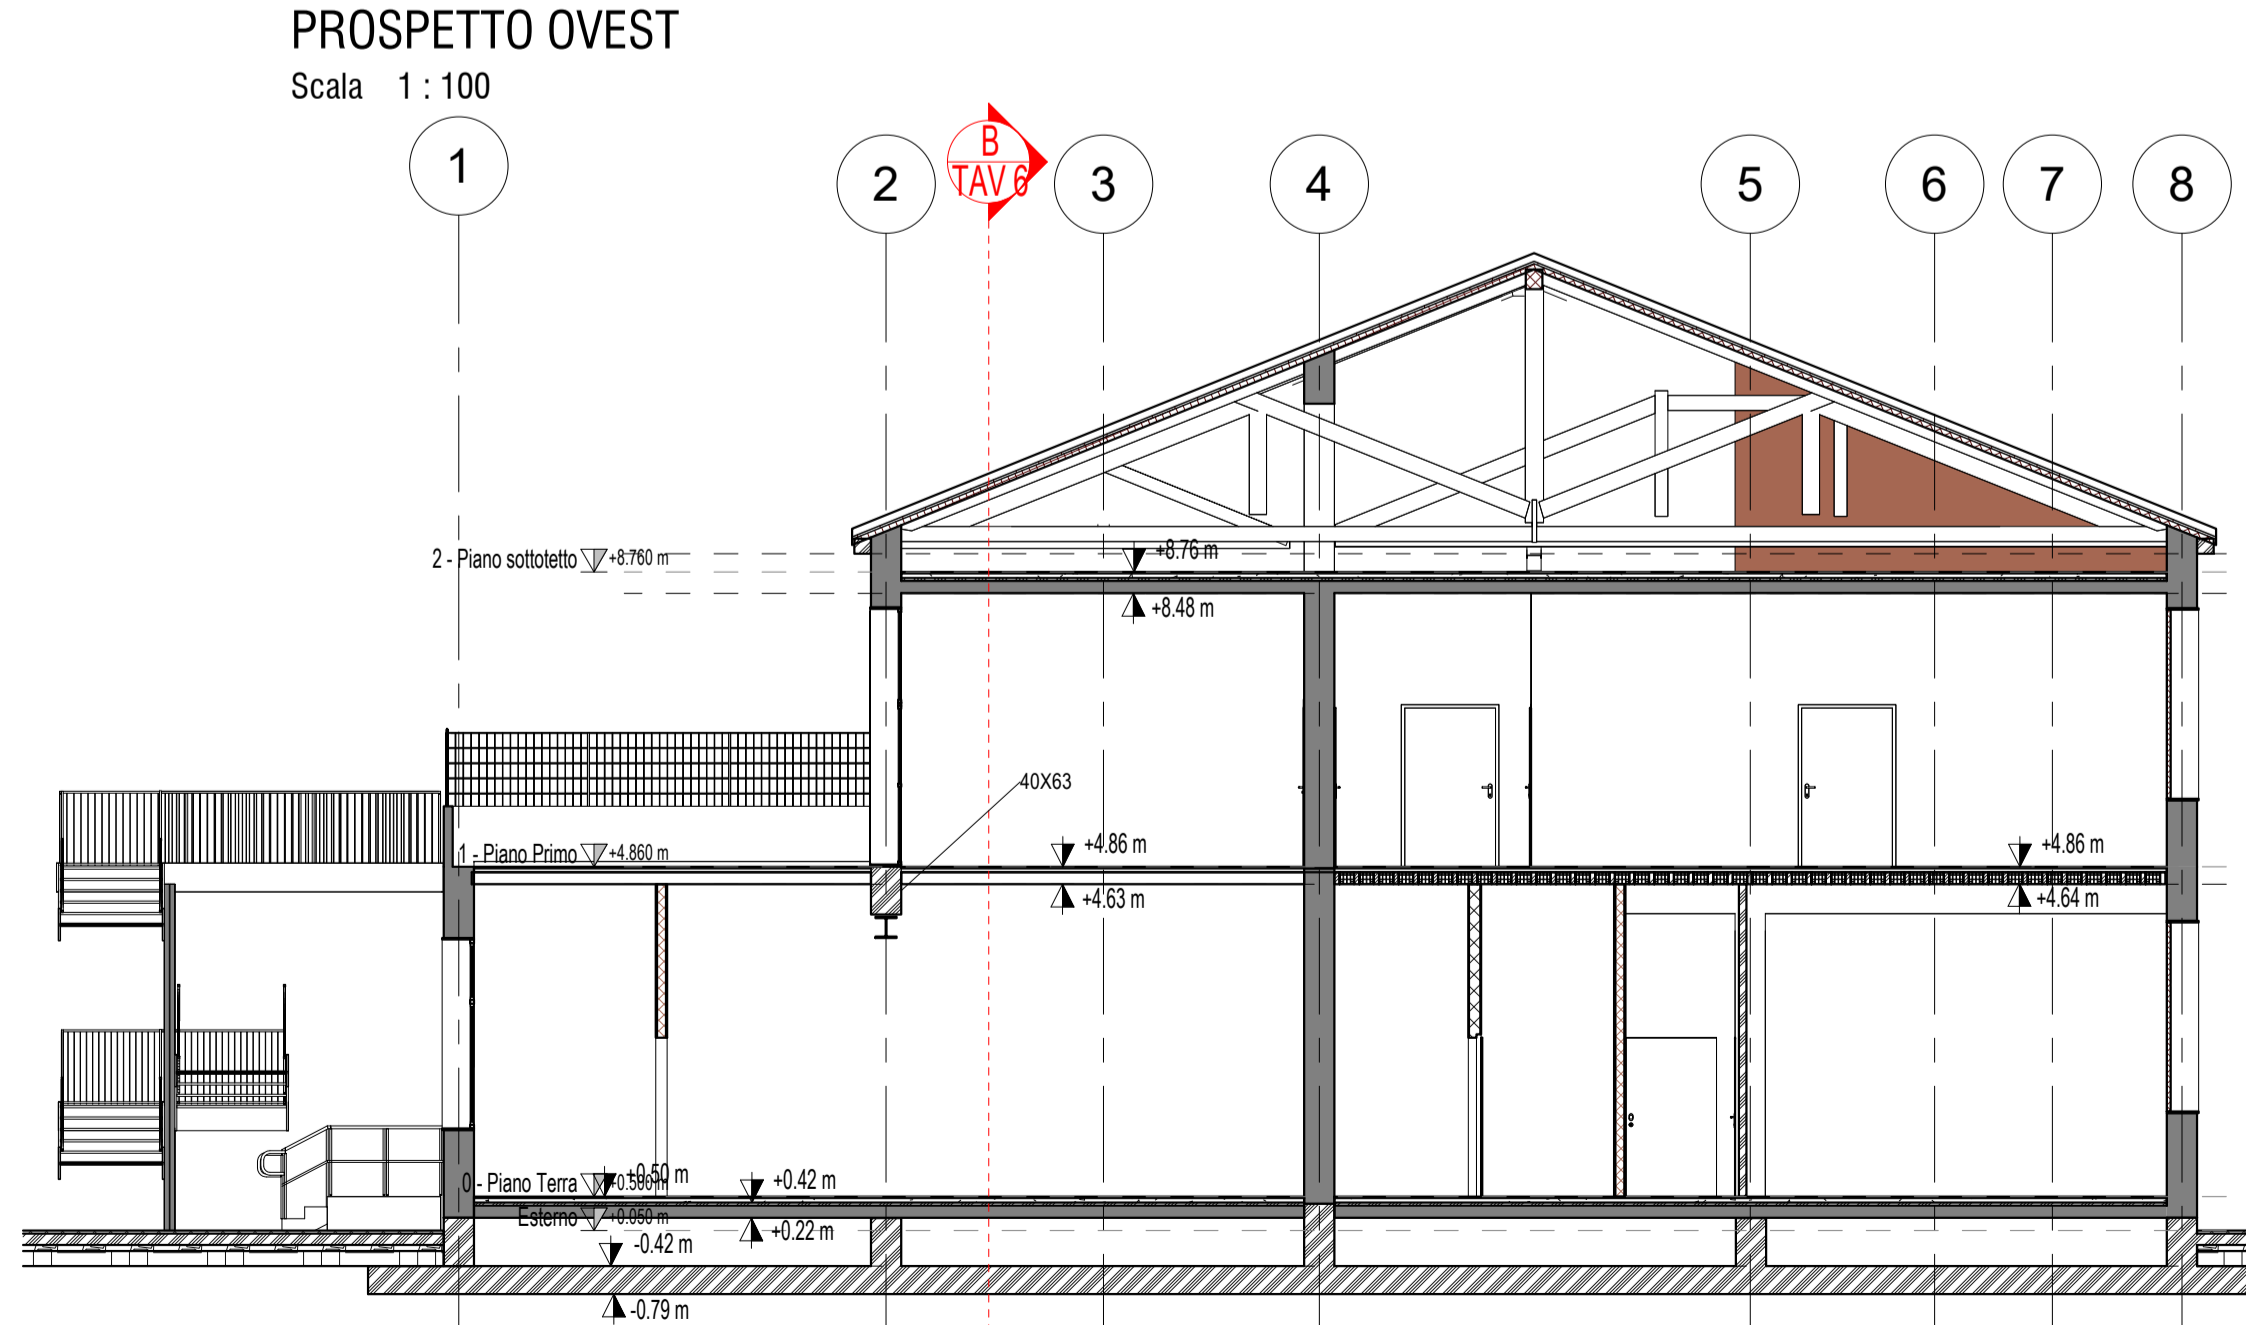 PROSPETTO OVEST
Scala 1 : 100
1
2
B
TAV 6
3
4
5
6
7
8
2 - Piano sottotetto +8.760 m
+8.76 m
+8.48 m
40X63
1 - Piano Primo +4.860 m
+4.86 m
+4.86 m
+4.63 m
+4.64 m
0 - Piano Terra +0.500 m
+0.50 m
+0.42 m
Esterno +0.050 m
+0.22 m
-0.42 m
-0.79 m